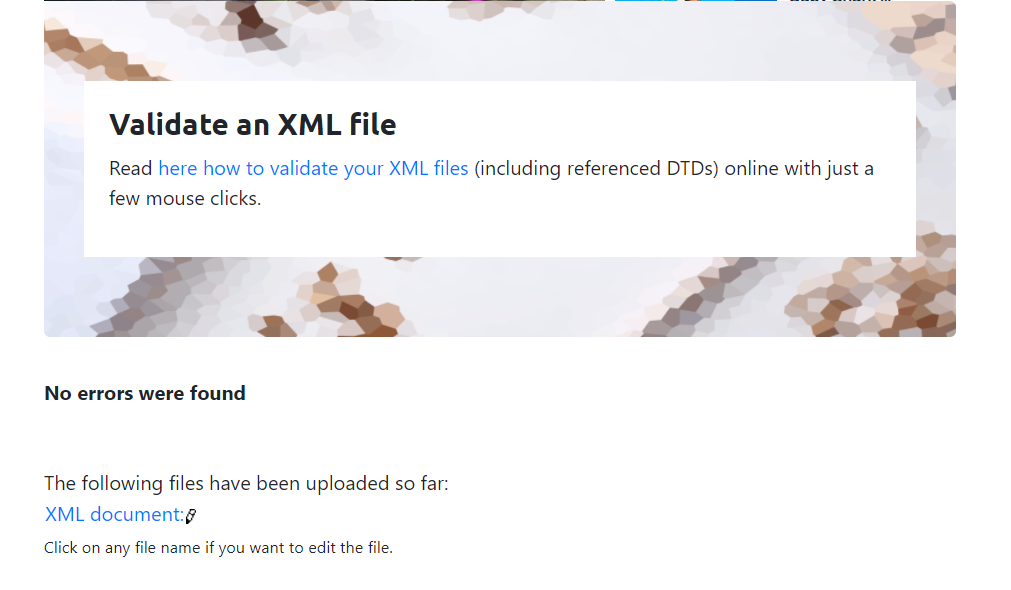 Validate an XML file
Read here how to validate your XML files (including referenced DTDs) online with just a
few mouse clicks.
No errors were found
The following files have been uploaded so far:
XML document:
Click on any file name if you want to edit the file.